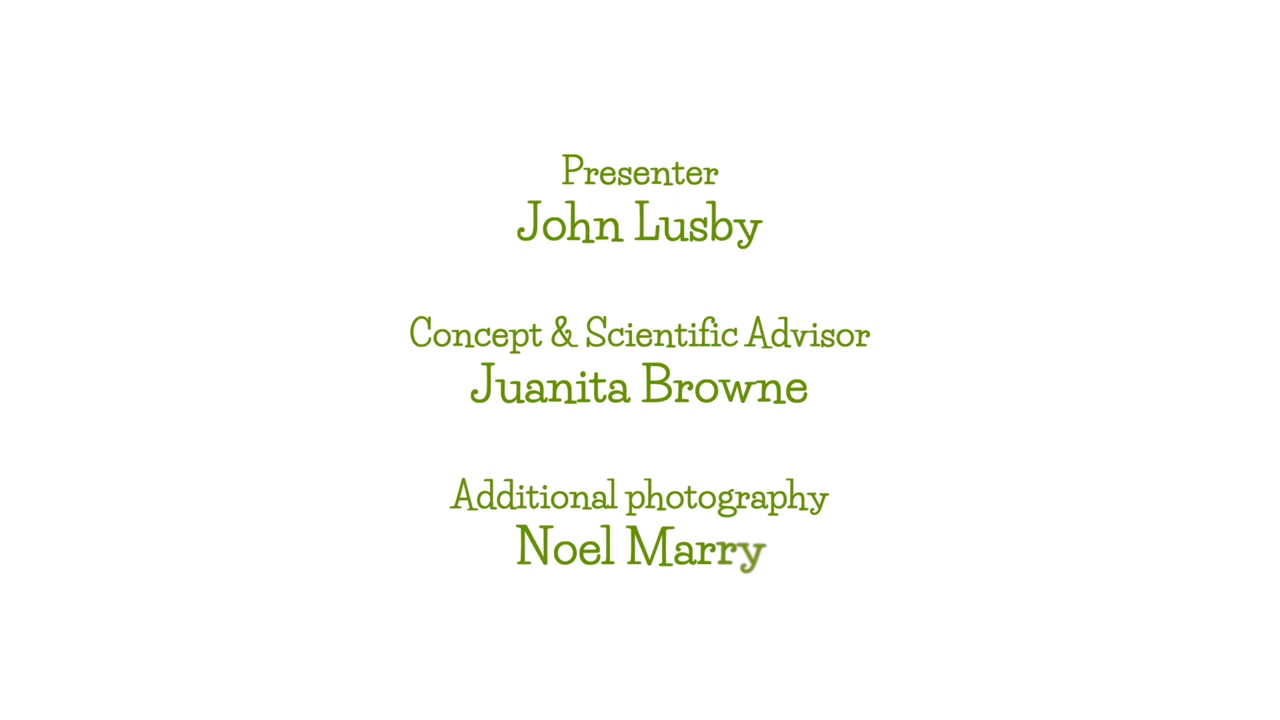 Presenter
John Lusby
Concept & Scientific Advisor
Juanita Browne
Additional photography
Noel Marry